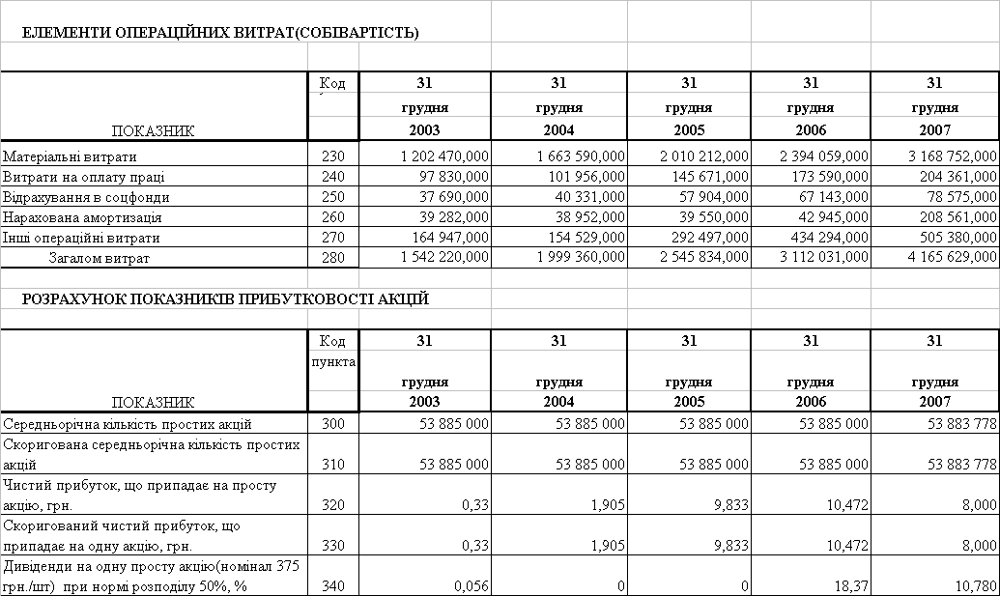 ЕЛЕМЕНТИ ОПЕРАЦІЙНИХ ВИТРАТ(СОБІВАРТІСТЬ)
Код 31 31 31 31 31
грудня грудня грудня грудня грудня
ПОКАЗНИК 2003 2004 2005 2006 2007
Матеріальні витрати 230 1 202 470,000 1 663 590,000 2 010 212,000 2 394 059,000 3 168 752,000
Витрати на оплату праці 240 97 830,000 101 956,000 145 671,000 173 590,000 204 361,000
Відрахування в соцфонди 250 37 690,000 40 331,000 57 904,000 67 143,000 78 575,000
Нарахована амортизація 260 39 282,000 38 952,000 39 550,000 42 945,000 208 561,000
Інші операційні витрати 270 164 947,000 154 529,000 292 497,000 434 294,000 505 380,000
Загалом витрат 280 1 542 220,000 1 999 360,000 2 545 834,000 3 112 031,000 4 165 629,000
РОЗРАХУНОК ПОКАЗНИКІВ ПРИБУТКОВОСТІ АКЦІЙ
Код 31 31 31 31 31
пункта
грудня грудня грудня грудня грудня
ПОКАЗНИК 2003 2004 2005 2006 2007
Середньорічна кількість простих акцій 300 53 885 000 53 885 000 53 885 000 53 885 000 53 883 778
Скоригована середньорічна кількість простих
акцій 310 53 885 000 53 885 000 53 885 000 53 885 000 53 883 778
Чистий прибуток, що припадає на просту
акцію, грн. 320 0,33 1,905 9,833 10,472 8,000
Скоригований чистий прибуток, що
припадає на одну акцію, грн. 330 0,33 1,905 9,833 10,472 8,000
Дивіденди на одну просту акцію(номінал 375
грн./шт) при нормі розподілу 50%, % 340 0,056 0 0 18,37 10,780